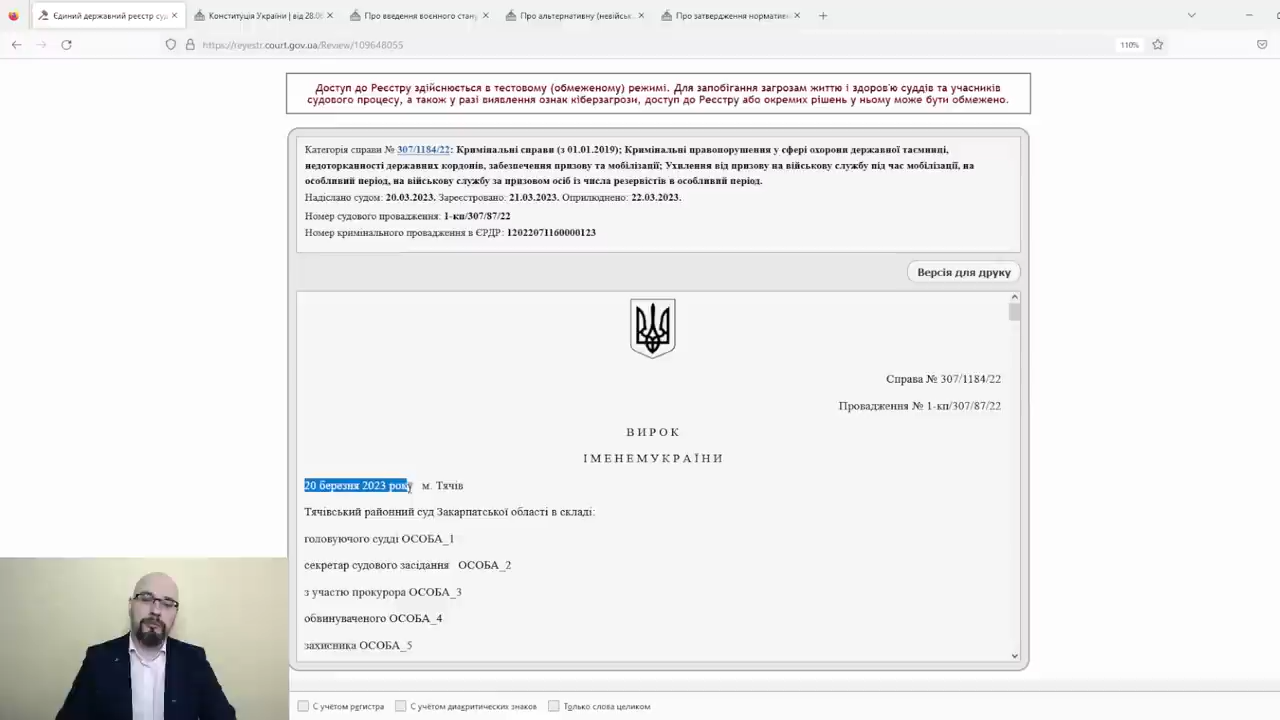 Єдиний державний реєстр суд
Конституція України | від 28.06
Про введення воєнного стану
Про альтернативну (невійськ
Про затвердження норматив
https://reyestr.court.gov.ua/Review/109648055
110%
Доступ до Реєстру здійснюється в тестовому (обмеженому) режимі. Для запобігання загрозам життю і здоров'ю суддів та учасників
судового процесу, а також у разі виявлення ознак кіберзагрози, доступ до Реєстру або окремих рішень у ньому може бути обмежено.
Категорія справи № 307/1184/22: Кримінальні справи (з 01.01.2019); Кримінальні правопорушення у сфері охорони державної таємниці,
недоторканності державних кордонів, забезпечення призову та мобілізації; Ухилення від призову на військову службу під час мобілізації, на
особливий період, на військову службу за призовом осіб із числа резервістів в особливий період.
Надіслано судом: 20.03.2023. Зареєстровано: 21.03.2023. Оприлюднено: 22.03.2023.
Номер судового провадження: 1-кп/307/87/22
Номер кримінального провадження в ЄРДР: 12022071160000123
Версія для друку
Справа № 307/1184/22
Провадження № 1-кп/307/87/22
В И Р О К
І М Е Н Е М У К Р А Ї Н И
20 березня 2023 року м. Тячів
Тячівський районний суд Закарпатської області в складі:
головуючого судді ОСОБА_1
секретар судового засідання ОСОБА_2
з участю прокурора ОСОБА_3
обвинуваченого ОСОБА_4
захисника ОСОБА_5
С учётом регистра
С учётом диакритических знаков
Только слова целиком